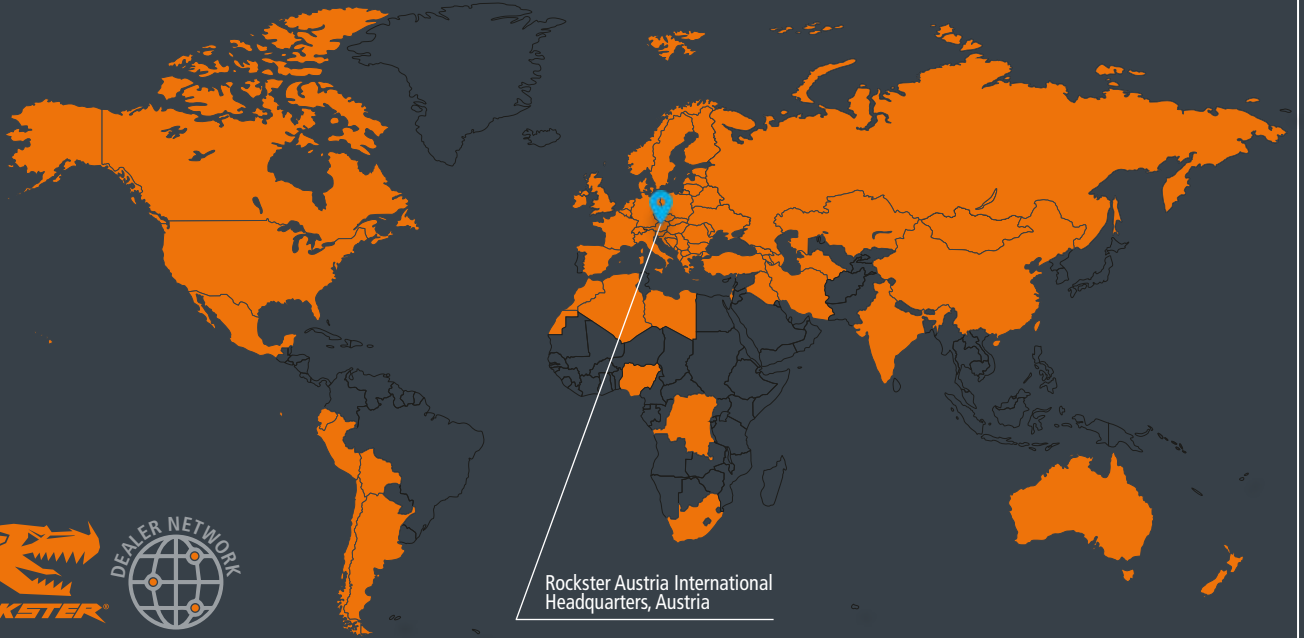 DEALER NETWORK
KSTER®
Rockster Austria International
Headquarters, Austria